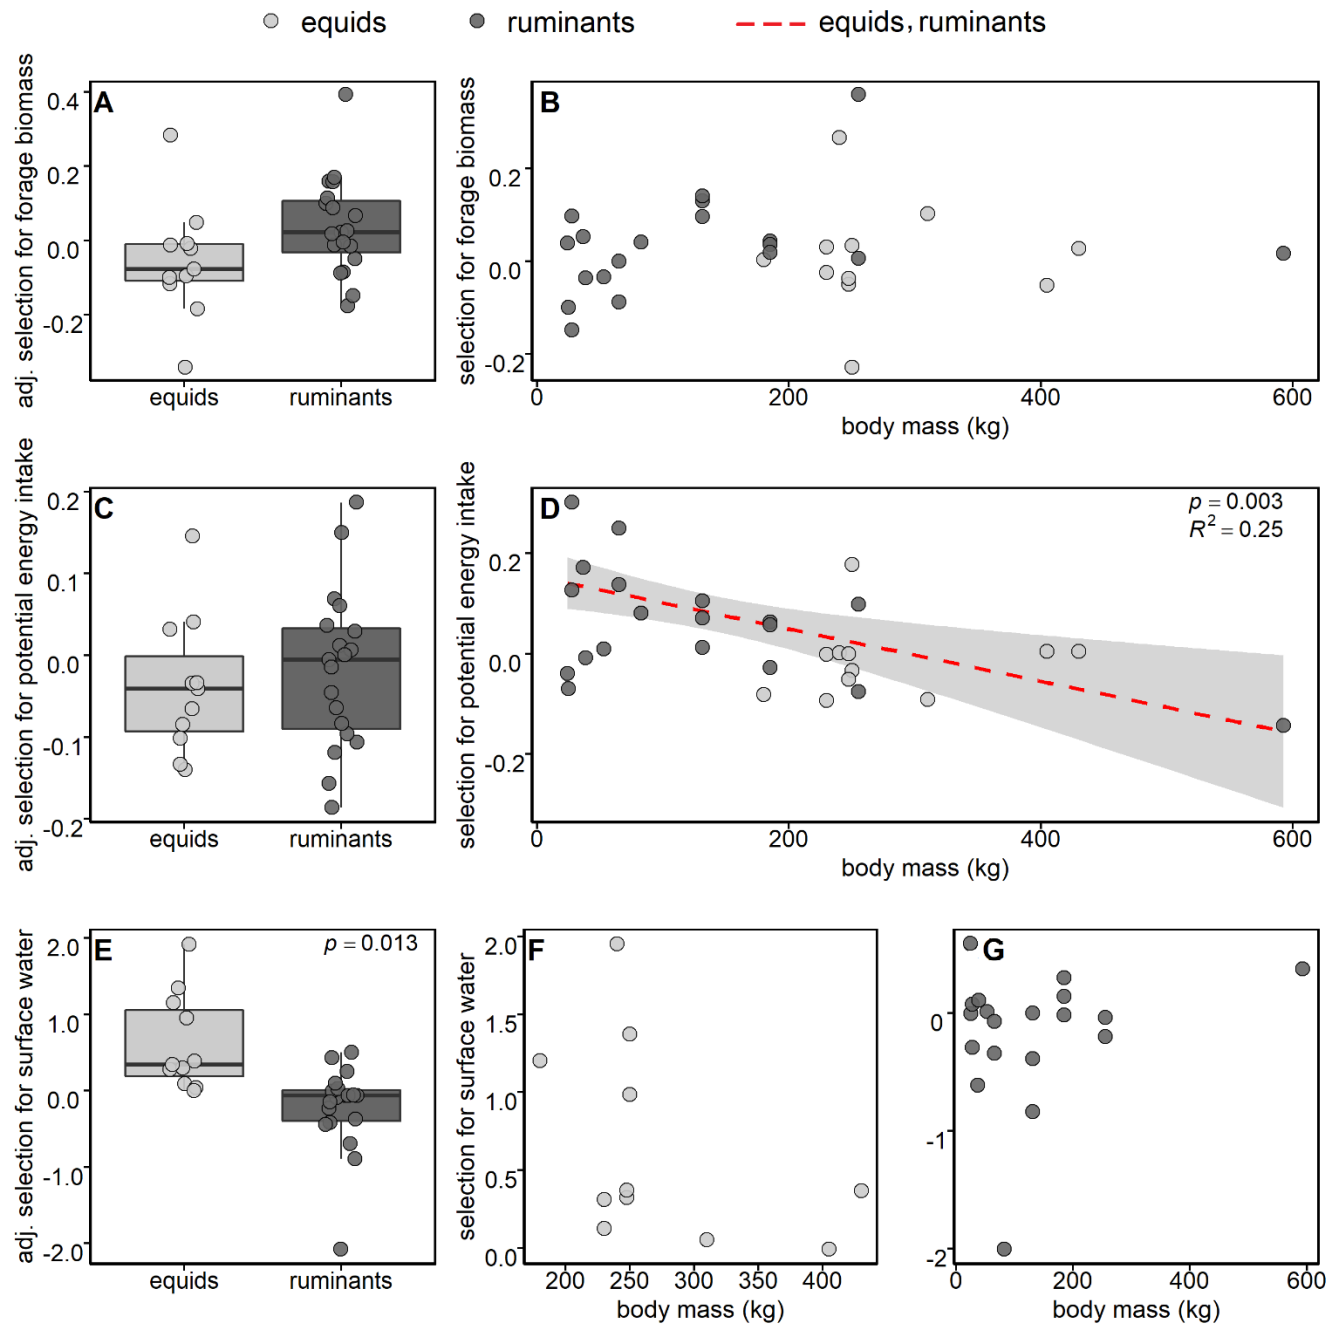 equids ruminants equids, ruminants
A
adj. selection for forage biomass
0.4
0.2
0.0
-0.2
equids ruminants
B
selection for forage biomass
0.2
0.0
-0.2
0 200 400 600
body mass (kg)
C
adj. selection for potential energy intake
0.2
0.1
0.0
-0.1
-0.2
equids ruminants
D
selection for potential energy intake
p = 0.003
R² = 0.25
0.2
0.0
-0.2
0 200 400 600
body mass (kg)
E
adj. selection for surface water
p = 0.013
2.0
1.0
0.0
-1.0
-2.0
equids ruminants
F
selection for surface water
2.0
1.5
1.0
0.5
0.0
200 250 300 350 400
body mass (kg)
G
0
-1
-2
0 200 400 600
body mass (kg)